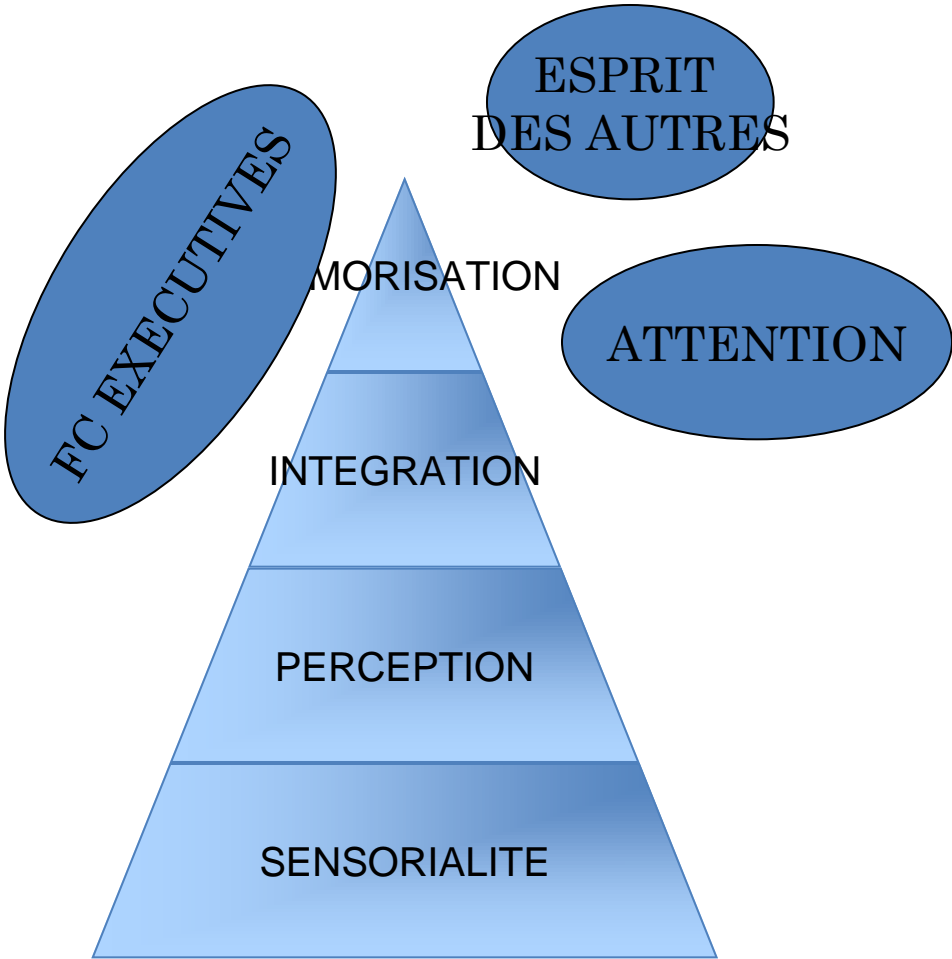 ESPRIT
DES AUTRES
FC EXECUTIVES
MORISATION
ATTENTION
INTEGRATION
PERCEPTION
SENSORIALITE